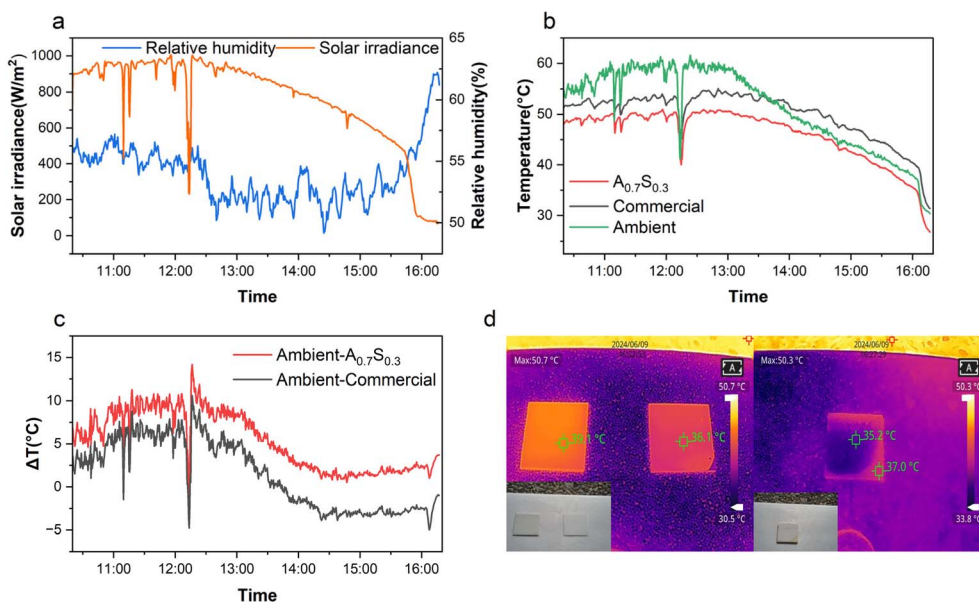 a
Relative humidity
Solar irradiance
1000
800
600
400
200
0
65
60
55
50
Solar irradiance(W/m²)
Relative humidity(%)
11:00 12:00 13:00 14:00 15:00 16:00
Time
b
60
50
40
30
Temperature(°C)
A0.7S0.3
Commercial
Ambient
11:00 12:00 13:00 14:00 15:00 16:00
Time
c
15
10
5
0
−5
ΔT(°C)
Ambient-A0.7S0.3
Ambient-Commercial
11:00 12:00 13:00 14:00 15:00 16:00
Time
d
2024/06/09
Max:50.7 °C
A
50.7 °C
36.1 °C
30.5 °C
2024/06/09
Max:50.3 °C
A
50.3 °C
35.2 °C
37.0 °C
33.8 °C